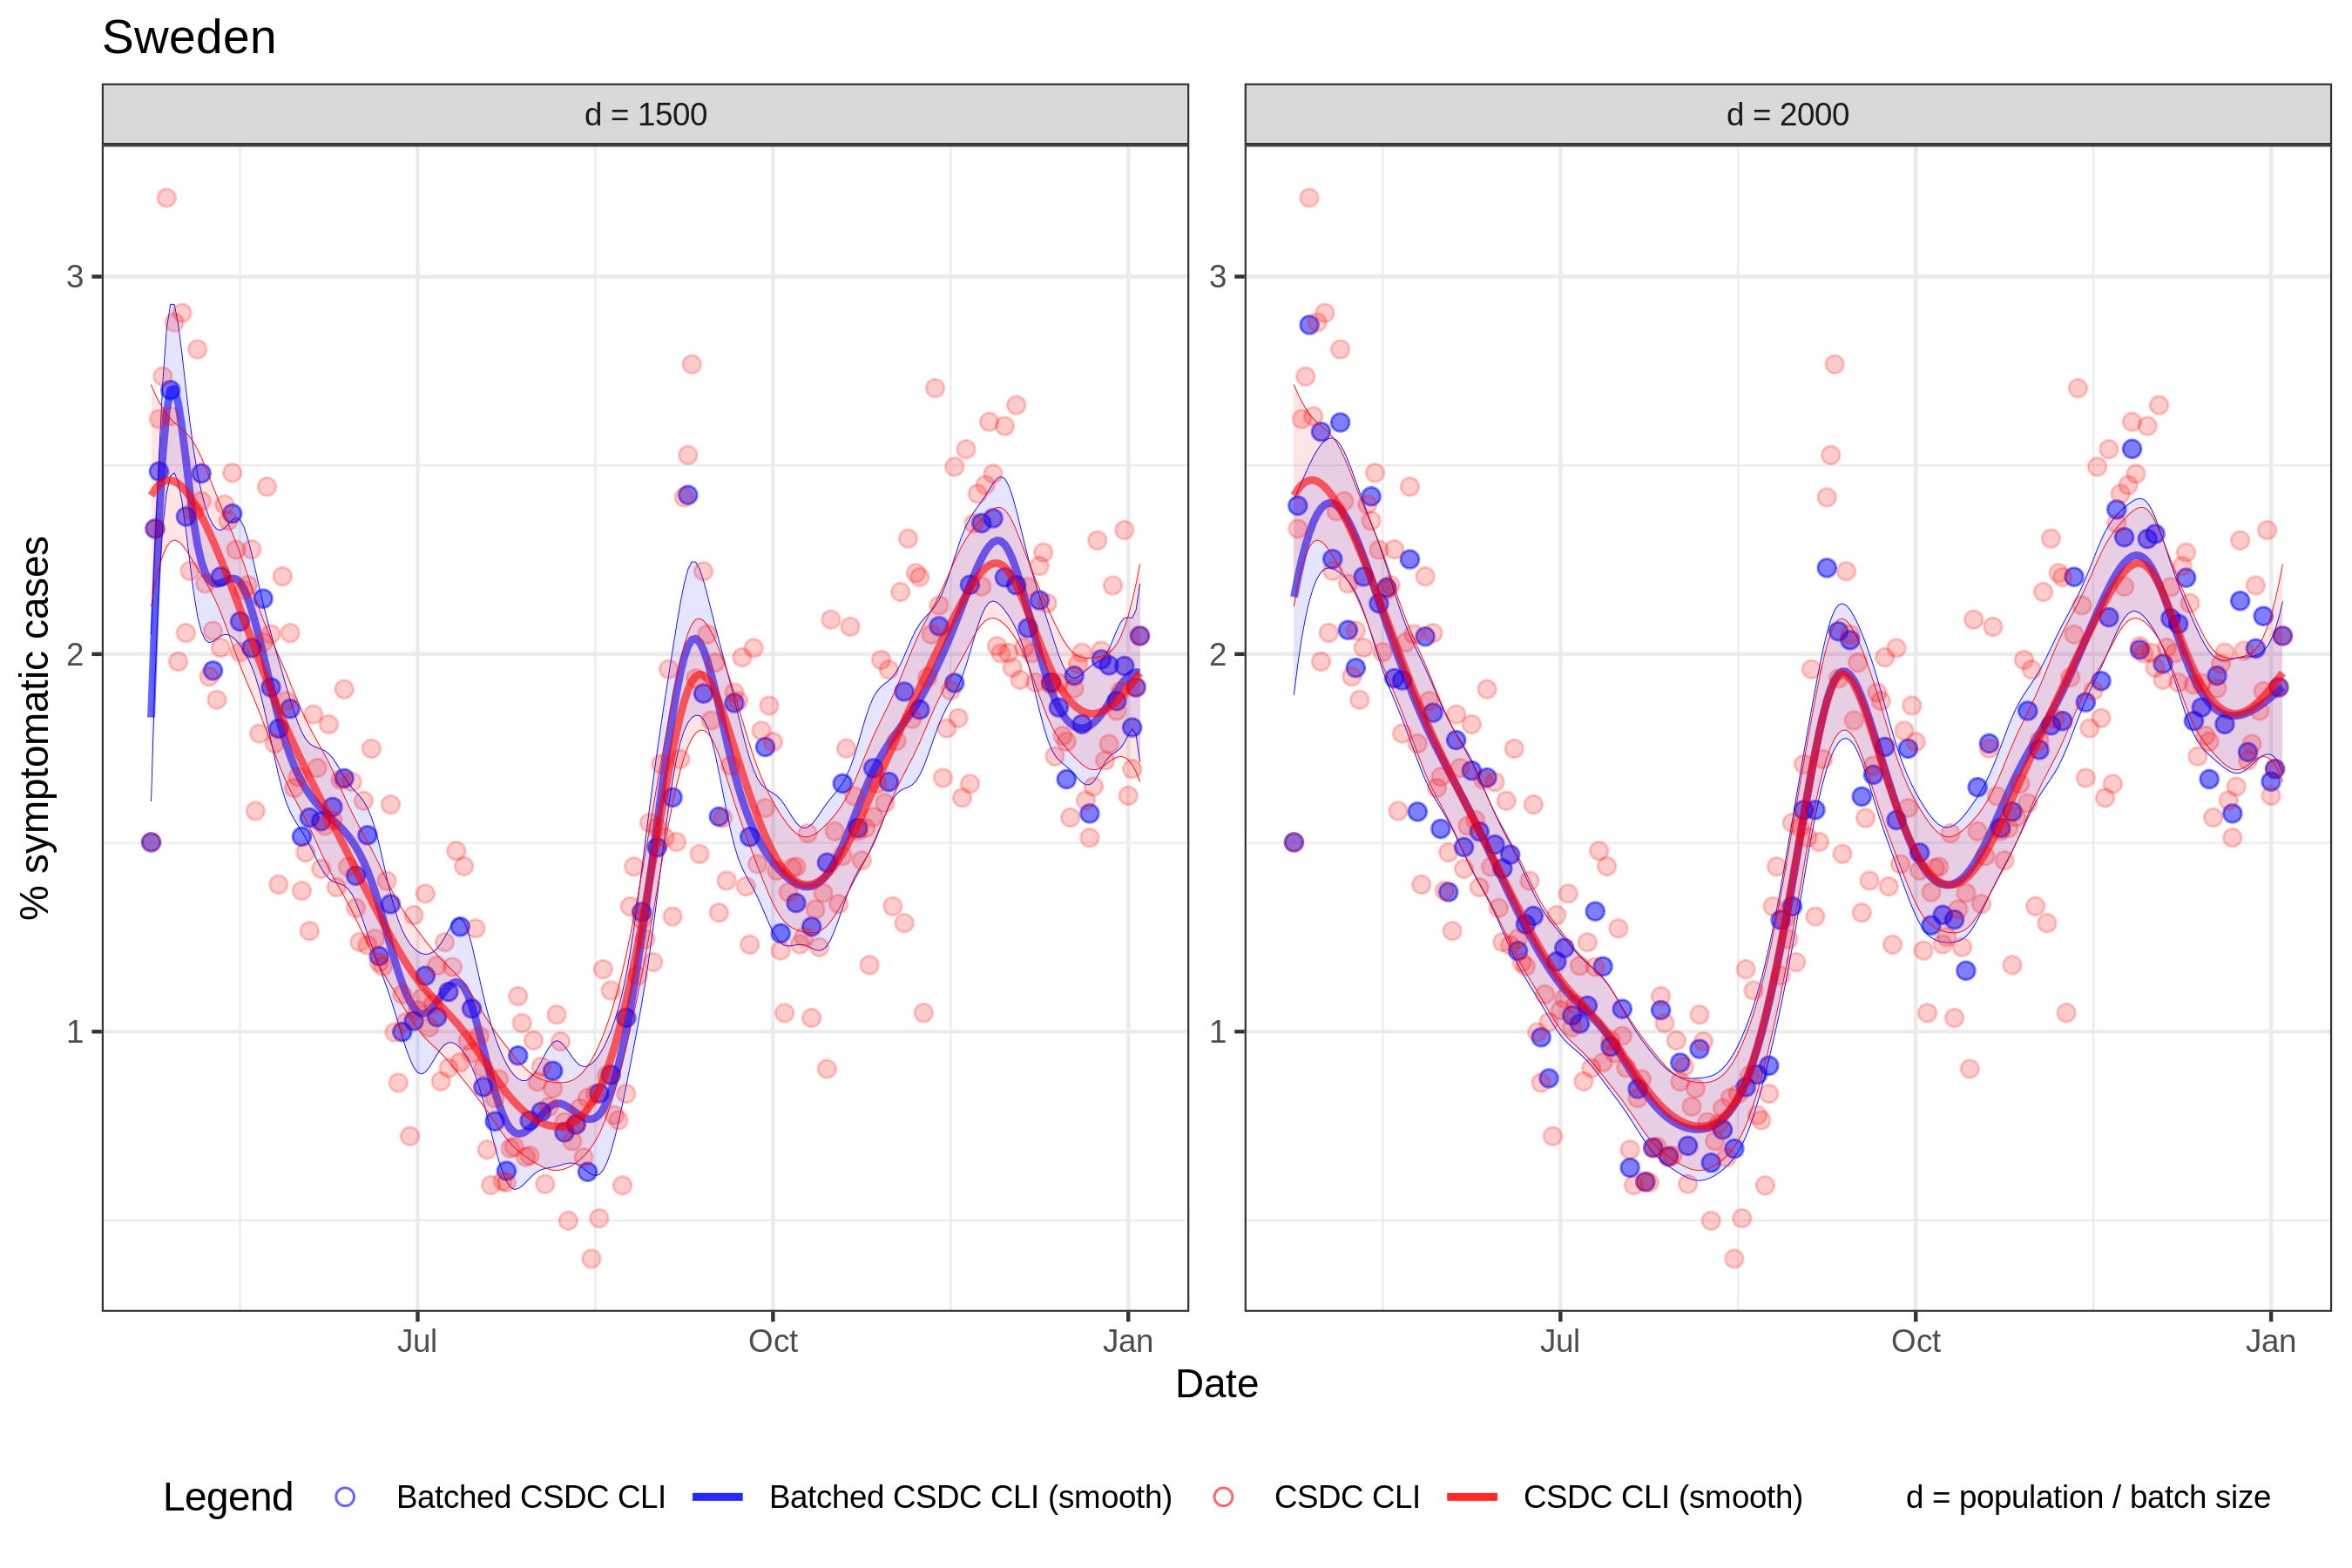 Sweden
d = 1500
d = 2000
% symptomatic cases
3
2
1
3
2
1
Jul
Oct
Jan
Jul
Oct
Jan
Date
Legend
Batched CSDC CLI
Batched CSDC CLI (smooth)
CSDC CLI
CSDC CLI (smooth)
d = population / batch size